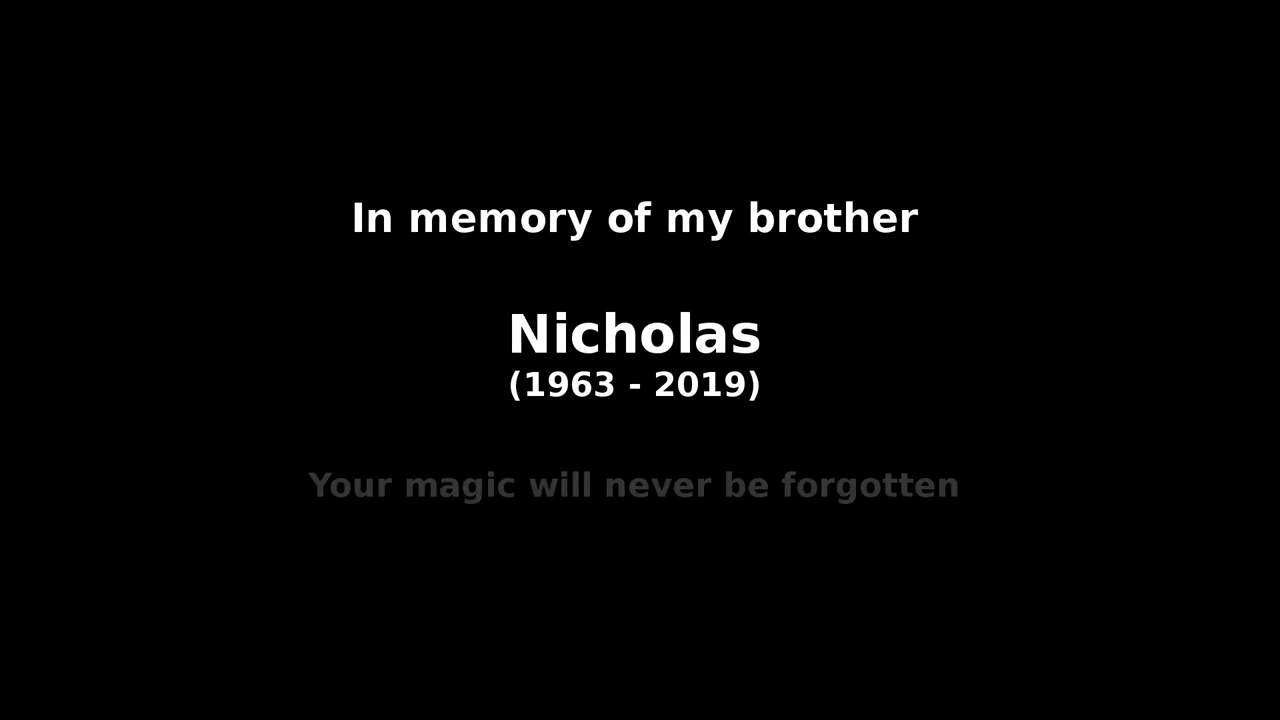 In memory of my brother
Nicholas
(1963 - 2019)
Your magic will never be forgotten